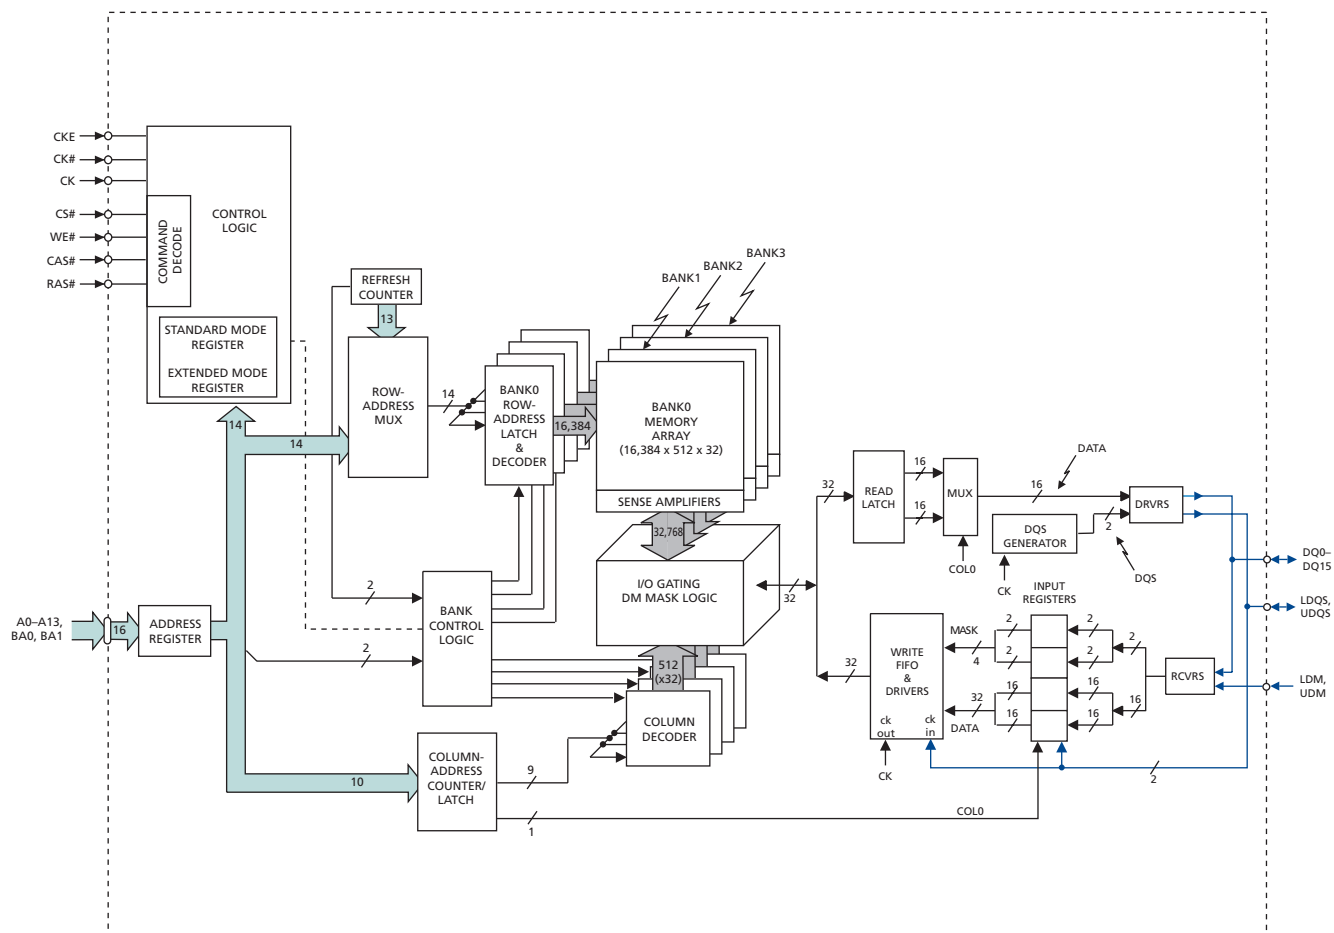 CKE
CK#
CK
CS#
WE#
CAS#
RAS#
COMMAND
DECODE
CONTROL
LOGIC
STANDARD MODE
REGISTER
EXTENDED MODE
REGISTER
REFRESH
COUNTER
13
ROW-
ADDRESS
MUX
14
14
14
BANK0
ROW-
ADDRESS
LATCH
&
DECODER
16,384
BANK1
BANK2
BANK3
BANK0
MEMORY
ARRAY
(16,384 x 512 x 32)
SENSE AMPLIFIERS
32,768
I/O GATING
DM MASK LOGIC
512
(x32)
COLUMN
DECODER
A0–A13,
BA0, BA1
16
ADDRESS
REGISTER
2
2
BANK
CONTROL
LOGIC
10
COLUMN-
ADDRESS
COUNTER/
LATCH
9
1
COL0
32
32
READ
LATCH
16
16
MUX
COL0
16
DATA
DQS
GENERATOR
CK
2
DQS
DRVRS
DQ0–
DQ15
LDQS,
UDQS
LDM,
UDM
32
WRITE
FIFO
&
DRIVERS
ck
out
ck
in
CK
MASK
4
32
DATA
INPUT
REGISTERS
2
2
16
16
2
2
16
16
2
16
RCVRS
2